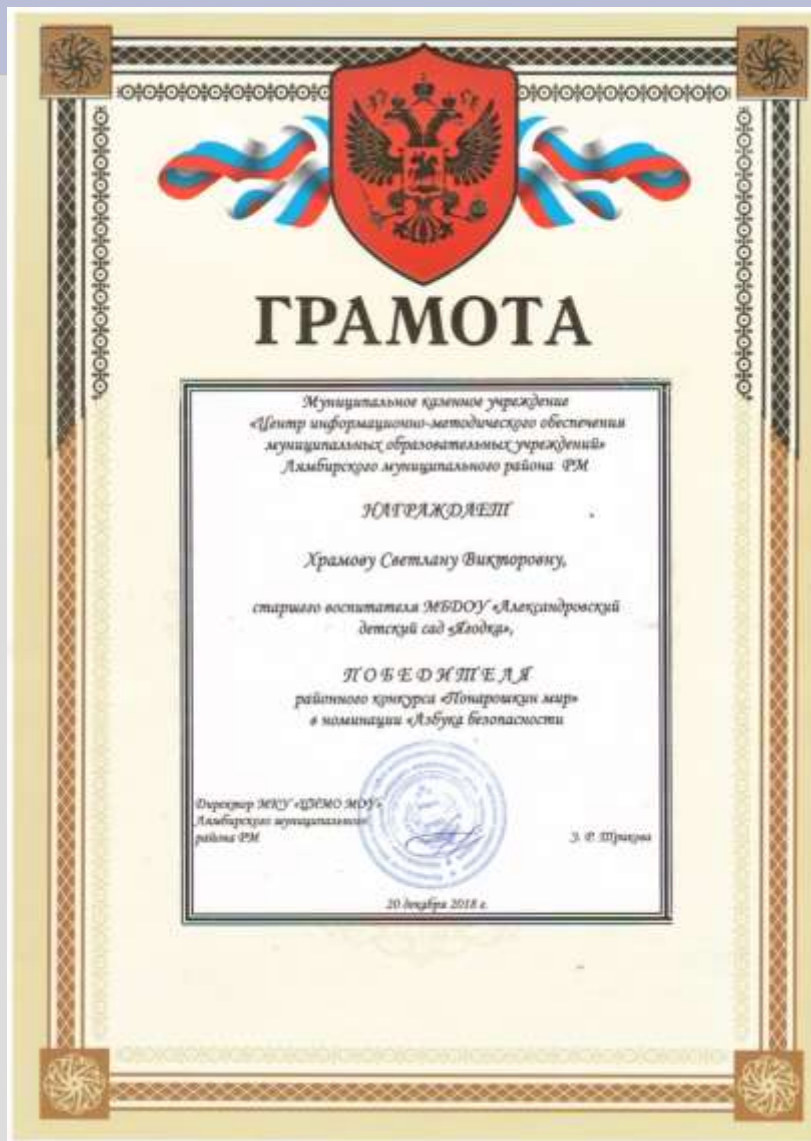 ГРАМОТА
Муниципальное казенное учреждение
«Центр информационно-методического обеспечения
муниципальных образовательных учреждений»
Лямбирского муниципального района РМ
НАГРАЖДАЕТ
Храмову Светлану Викторовну,
старшего воспитателя МБДОУ «Александровский
детский сад «Ягодка»,
ПОБЕДИТЕЛЯ
районного конкурса «Понарошкин мир»
в номинации «Азбука безопасности
Директор МКУ «ЦИМО МОУ»
Лямбирского муниципального
района РМ
Э. Р.
20 декабря 2018 г.